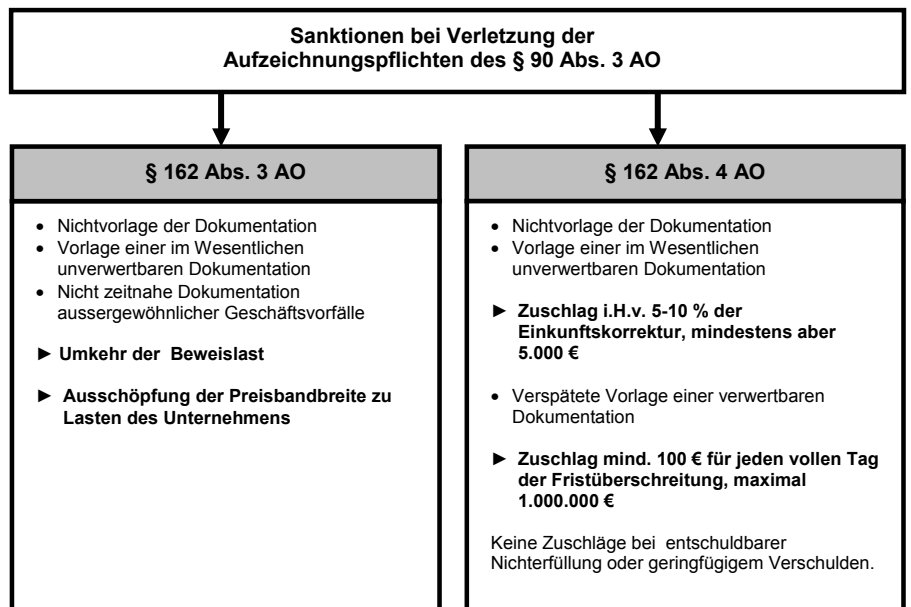 Sanktionen bei Verletzung der
Aufzeichnungspflichten des § 90 Abs. 3 AO
§ 162 Abs. 3 AO
• Nichtvorlage der Dokumentation
• Vorlage einer im Wesentlichen
unverwertbaren Dokumentation
• Nicht zeitnahe Dokumentation
aussergewöhnlicher Geschäftsvorfälle
► Umkehr der Beweislast
► Ausschöpfung der Preisbandbreite zu
Lasten des Unternehmens
§ 162 Abs. 4 AO
• Nichtvorlage der Dokumentation
• Vorlage einer im Wesentlichen
unverwertbaren Dokumentation
► Zuschlag i.H.v. 5-10 % der
Einkunftskorrektur, mindestens aber
5.000 €
• Verspätete Vorlage einer verwertbaren
Dokumentation
► Zuschlag mind. 100 € für jeden vollen Tag
der Fristüberschreitung, maximal
1.000.000 €
Keine Zuschläge bei entschuldbarer
Nichterfüllung oder geringfügigem Verschulden.